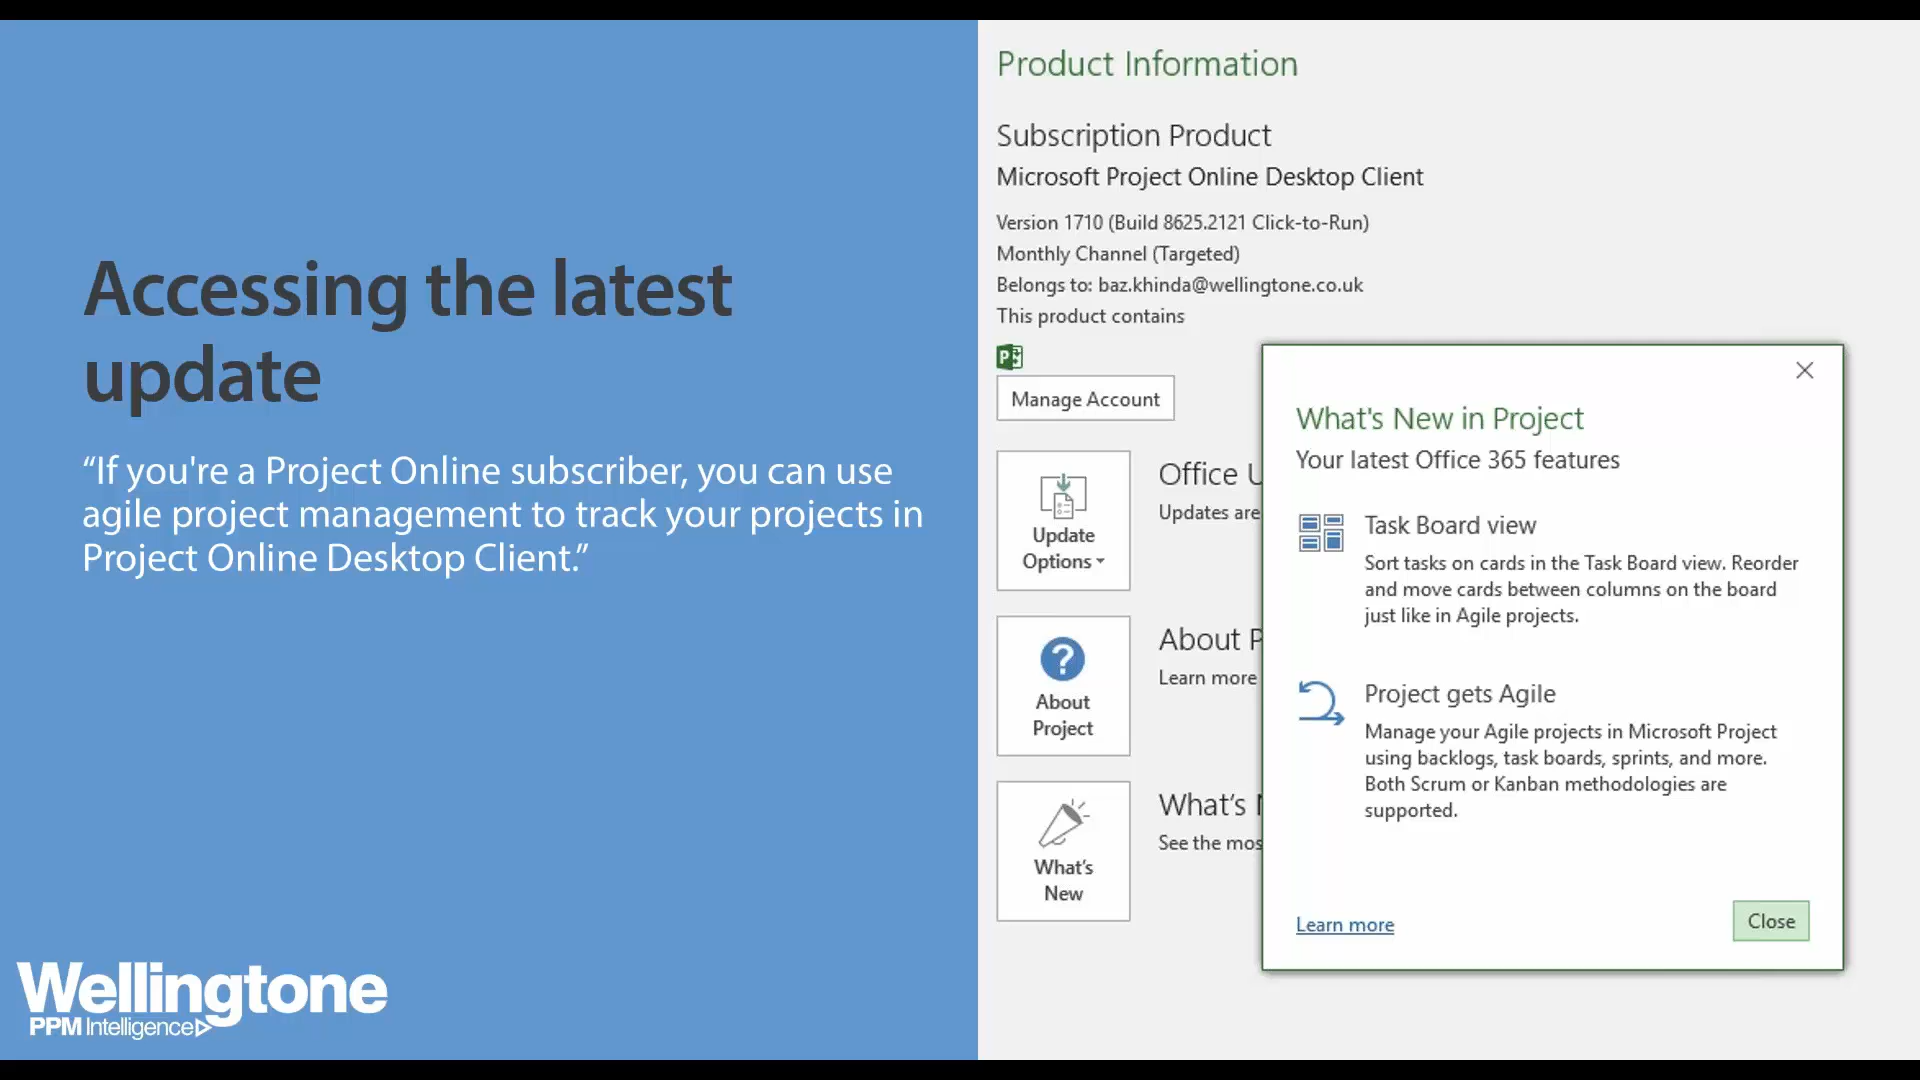 Accessing the latest
update
“If you're a Project Online subscriber, you can use
agile project management to track your projects in
Project Online Desktop Client.”
Wellingtone
PPM Intelligence
Product Information
Subscription Product
Microsoft Project Online Desktop Client
Version 1710 (Build 8625.2121 Click-to-Run)
Monthly Channel (Targeted)
Belongs to: baz.khinda@wellingtone.co.uk
This product contains
Manage Account
Update
Options
Office U
Updates are
About
Project
About P
Learn more
What's
New
What's
See the mos
What's New in Project
Your latest Office 365 features
Task Board view
Sort tasks on cards in the Task Board view. Reorder
and move cards between columns on the board
just like in Agile projects.
Project gets Agile
Manage your Agile projects in Microsoft Project
using backlogs, task boards, sprints, and more.
Both Scrum or Kanban methodologies are
supported.
Learn more
Close